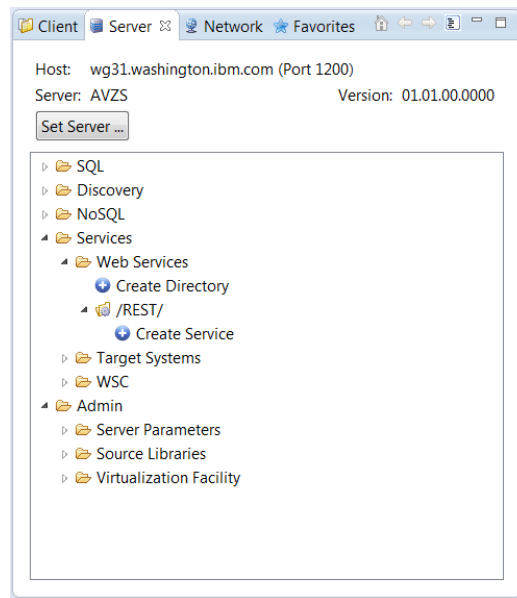 Client Server Network Favorites
Host: wg31.washington.ibm.com (Port 1200)
Server: AVZS Version: 01.01.00.0000
Set Server ...
SQL
Discovery
NoSQL
Services
Web Services
Create Directory
/REST/
Create Service
Target Systems
WSC
Admin
Server Parameters
Source Libraries
Virtualization Facility